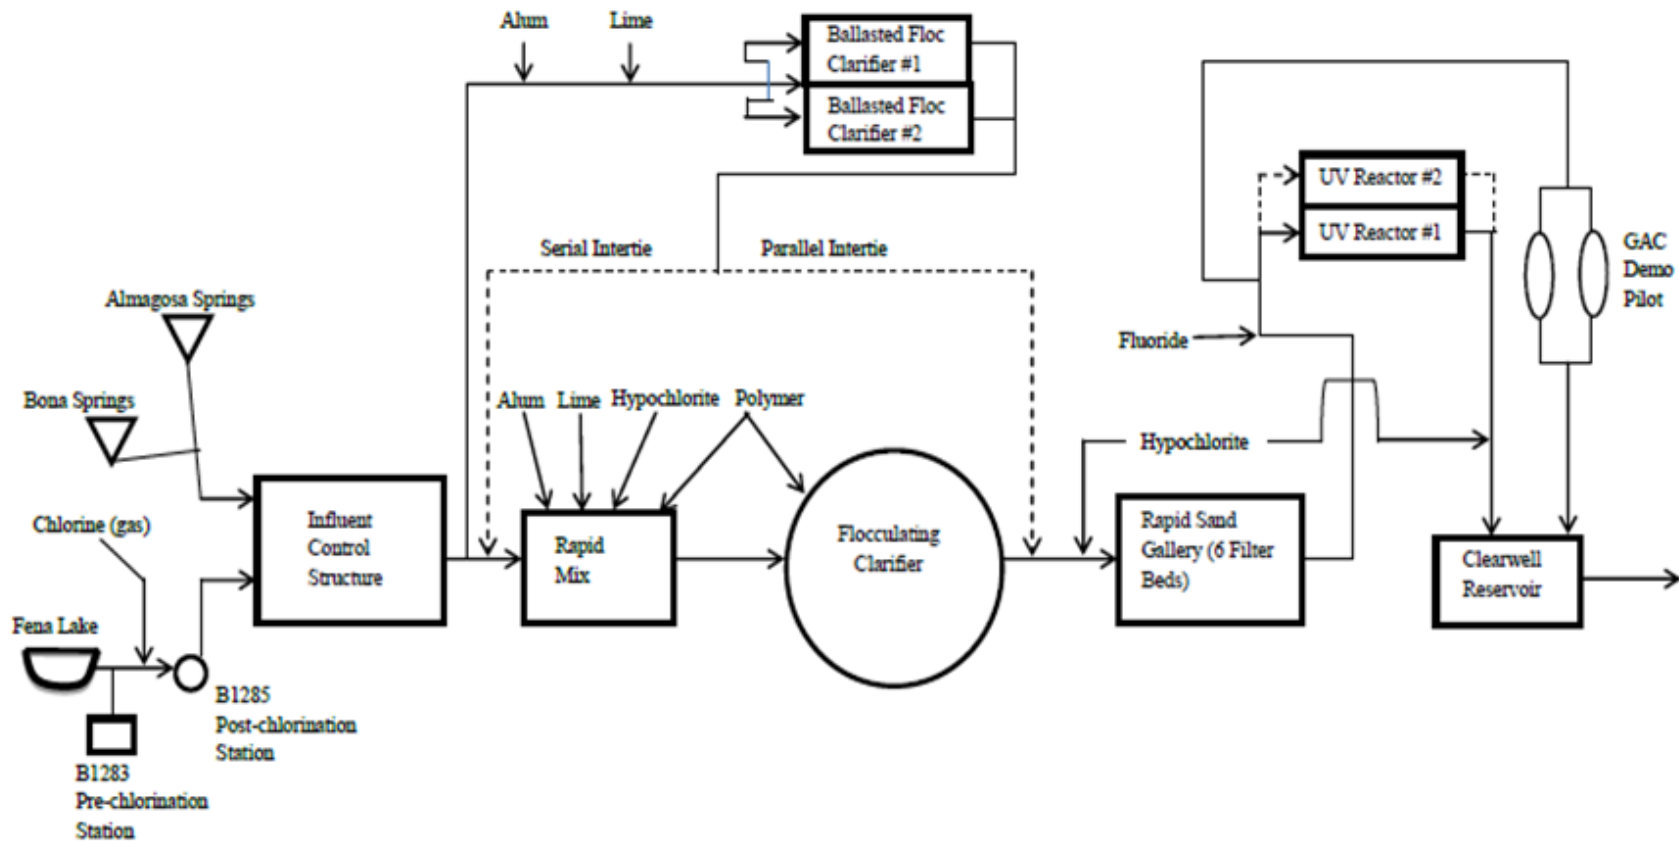 Alum
Lime
Ballasted Floc
Clarifier #1
Ballasted Floc
Clarifier #2
UV Reactor #2
UV Reactor #1
GAC
Demo
Pilot
Serial Intertie
Parallel Intertie
Almagosa Springs
Bona Springs
Fluoride
Alum
Lime
Hypochlorite
Polymer
Hypochlorite
Chlorine (gas)
Influent
Control
Structure
Rapid
Mix
Flocculating
Clarifier
Rapid Sand
Gallery (6 Filter
Beds)
Clearwell
Reservoir
Fena Lake
B1285
Post-chlorination
Station
B1283
Pre-chlorination
Station